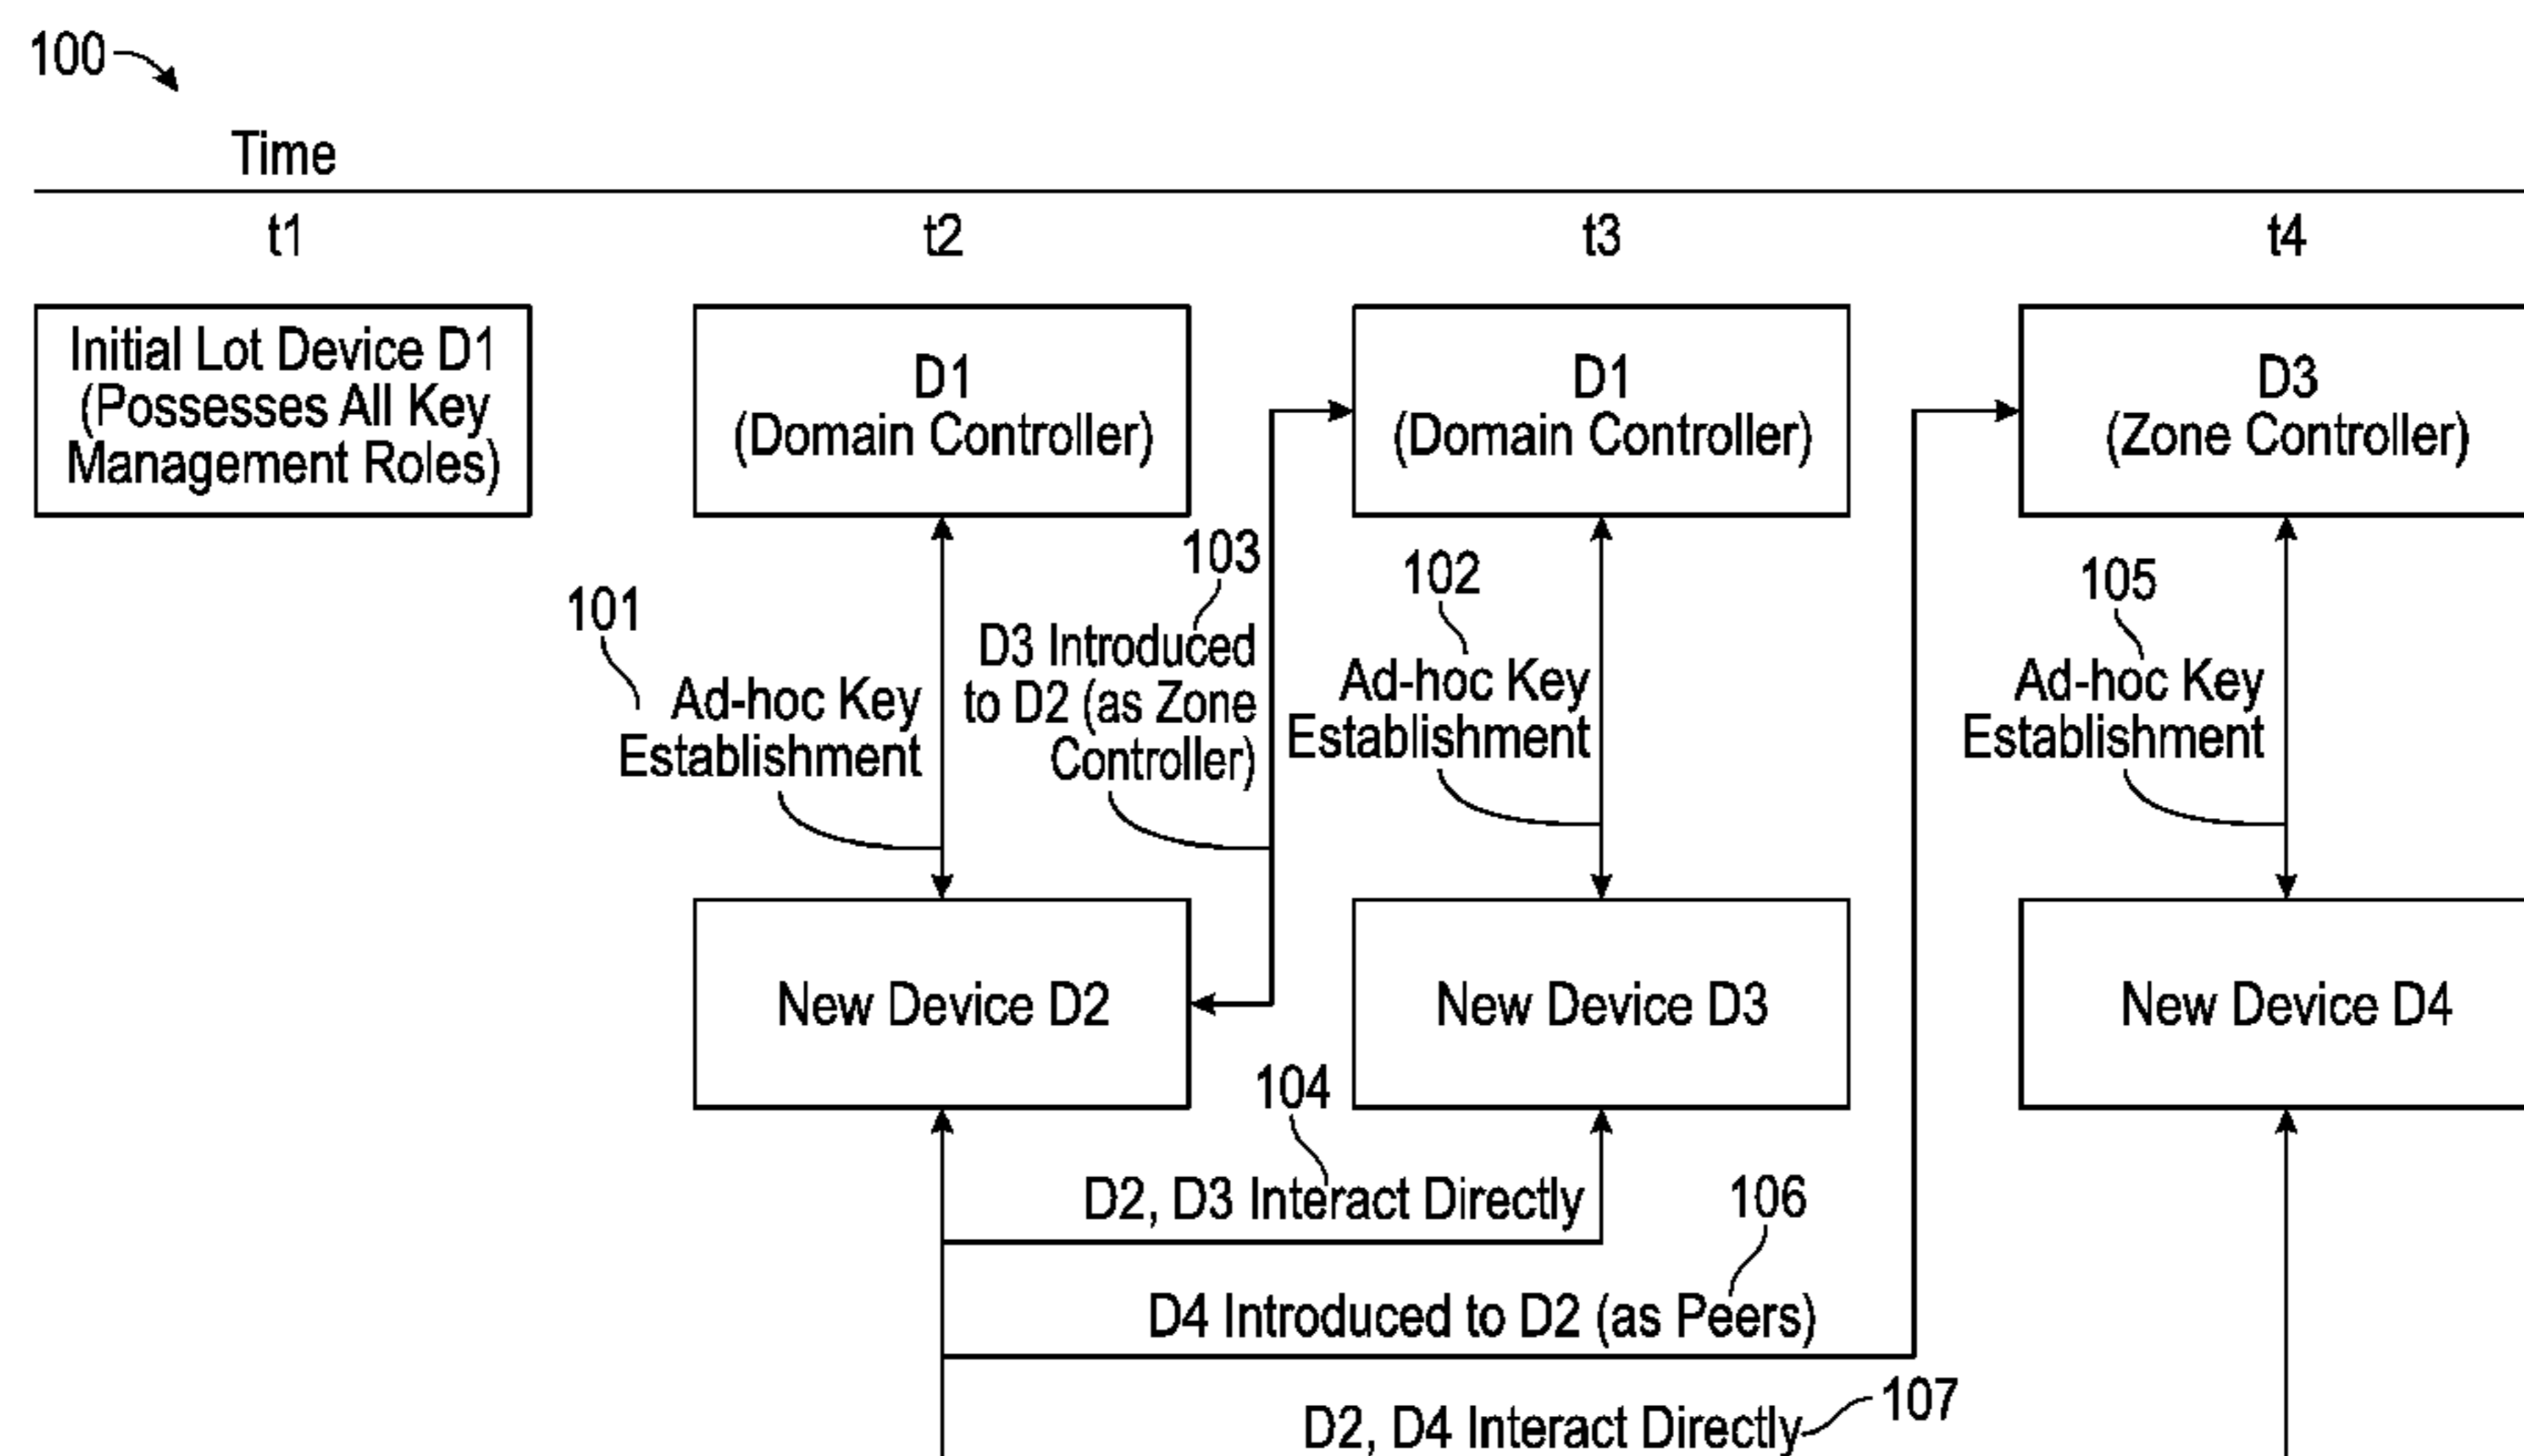 100
Time
t1
t2
t3
t4
Initial Lot Device D1
(Possesses All Key
Management Roles)
D1
(Domain Controller)
D1
(Domain Controller)
D3
(Zone Controller)
101
Ad-hoc Key
Establishment
103
D3 Introduced
to D2 (as Zone
Controller)
102
Ad-hoc Key
Establishment
105
Ad-hoc Key
Establishment
New Device D2
New Device D3
New Device D4
104
D2, D3 Interact Directly
106
D4 Introduced to D2 (as Peers)
107
D2, D4 Interact Directly